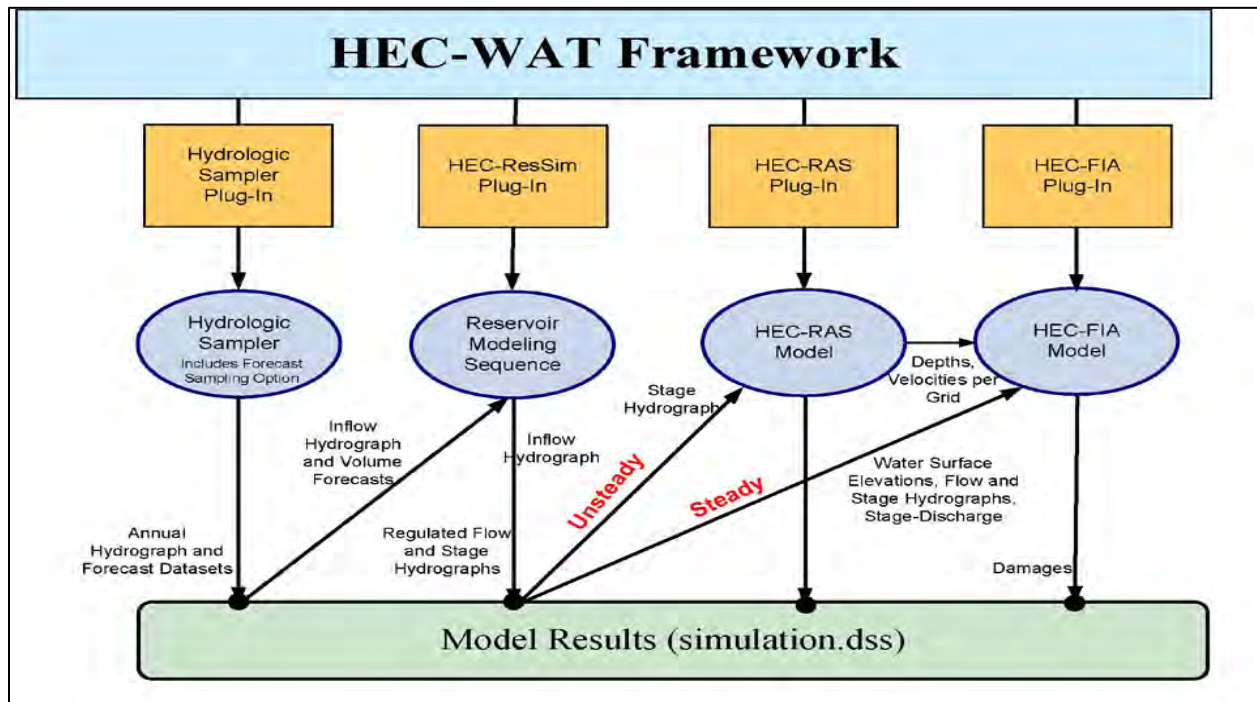 HEC-WAT Framework
Hydrologic
Sampler
Plug-In
HEC-ResSim
Plug-In
HEC-RAS
Plug-In
HEC-FIA
Plug-In
Hydrologic
Sampler
Includes Forecast
Sampling Option
Reservoir
Modeling
Sequence
HEC-RAS
Model
HEC-FIA
Model
Depths,
Velocities per
Grid
Stage
Hydrograph
Inflow
Hydrograph
and Volume
Forecasts
Inflow
Hydrograph
Unsteady
Steady
Water Surface
Elevations, Flow and
Stage Hydrographs,
Stage-Discharge
Annual
Hydrograph and
Forecast Datasets
Regulated Flow
and Stage
Hydrographs
Damages
Model Results (simulation.dss)